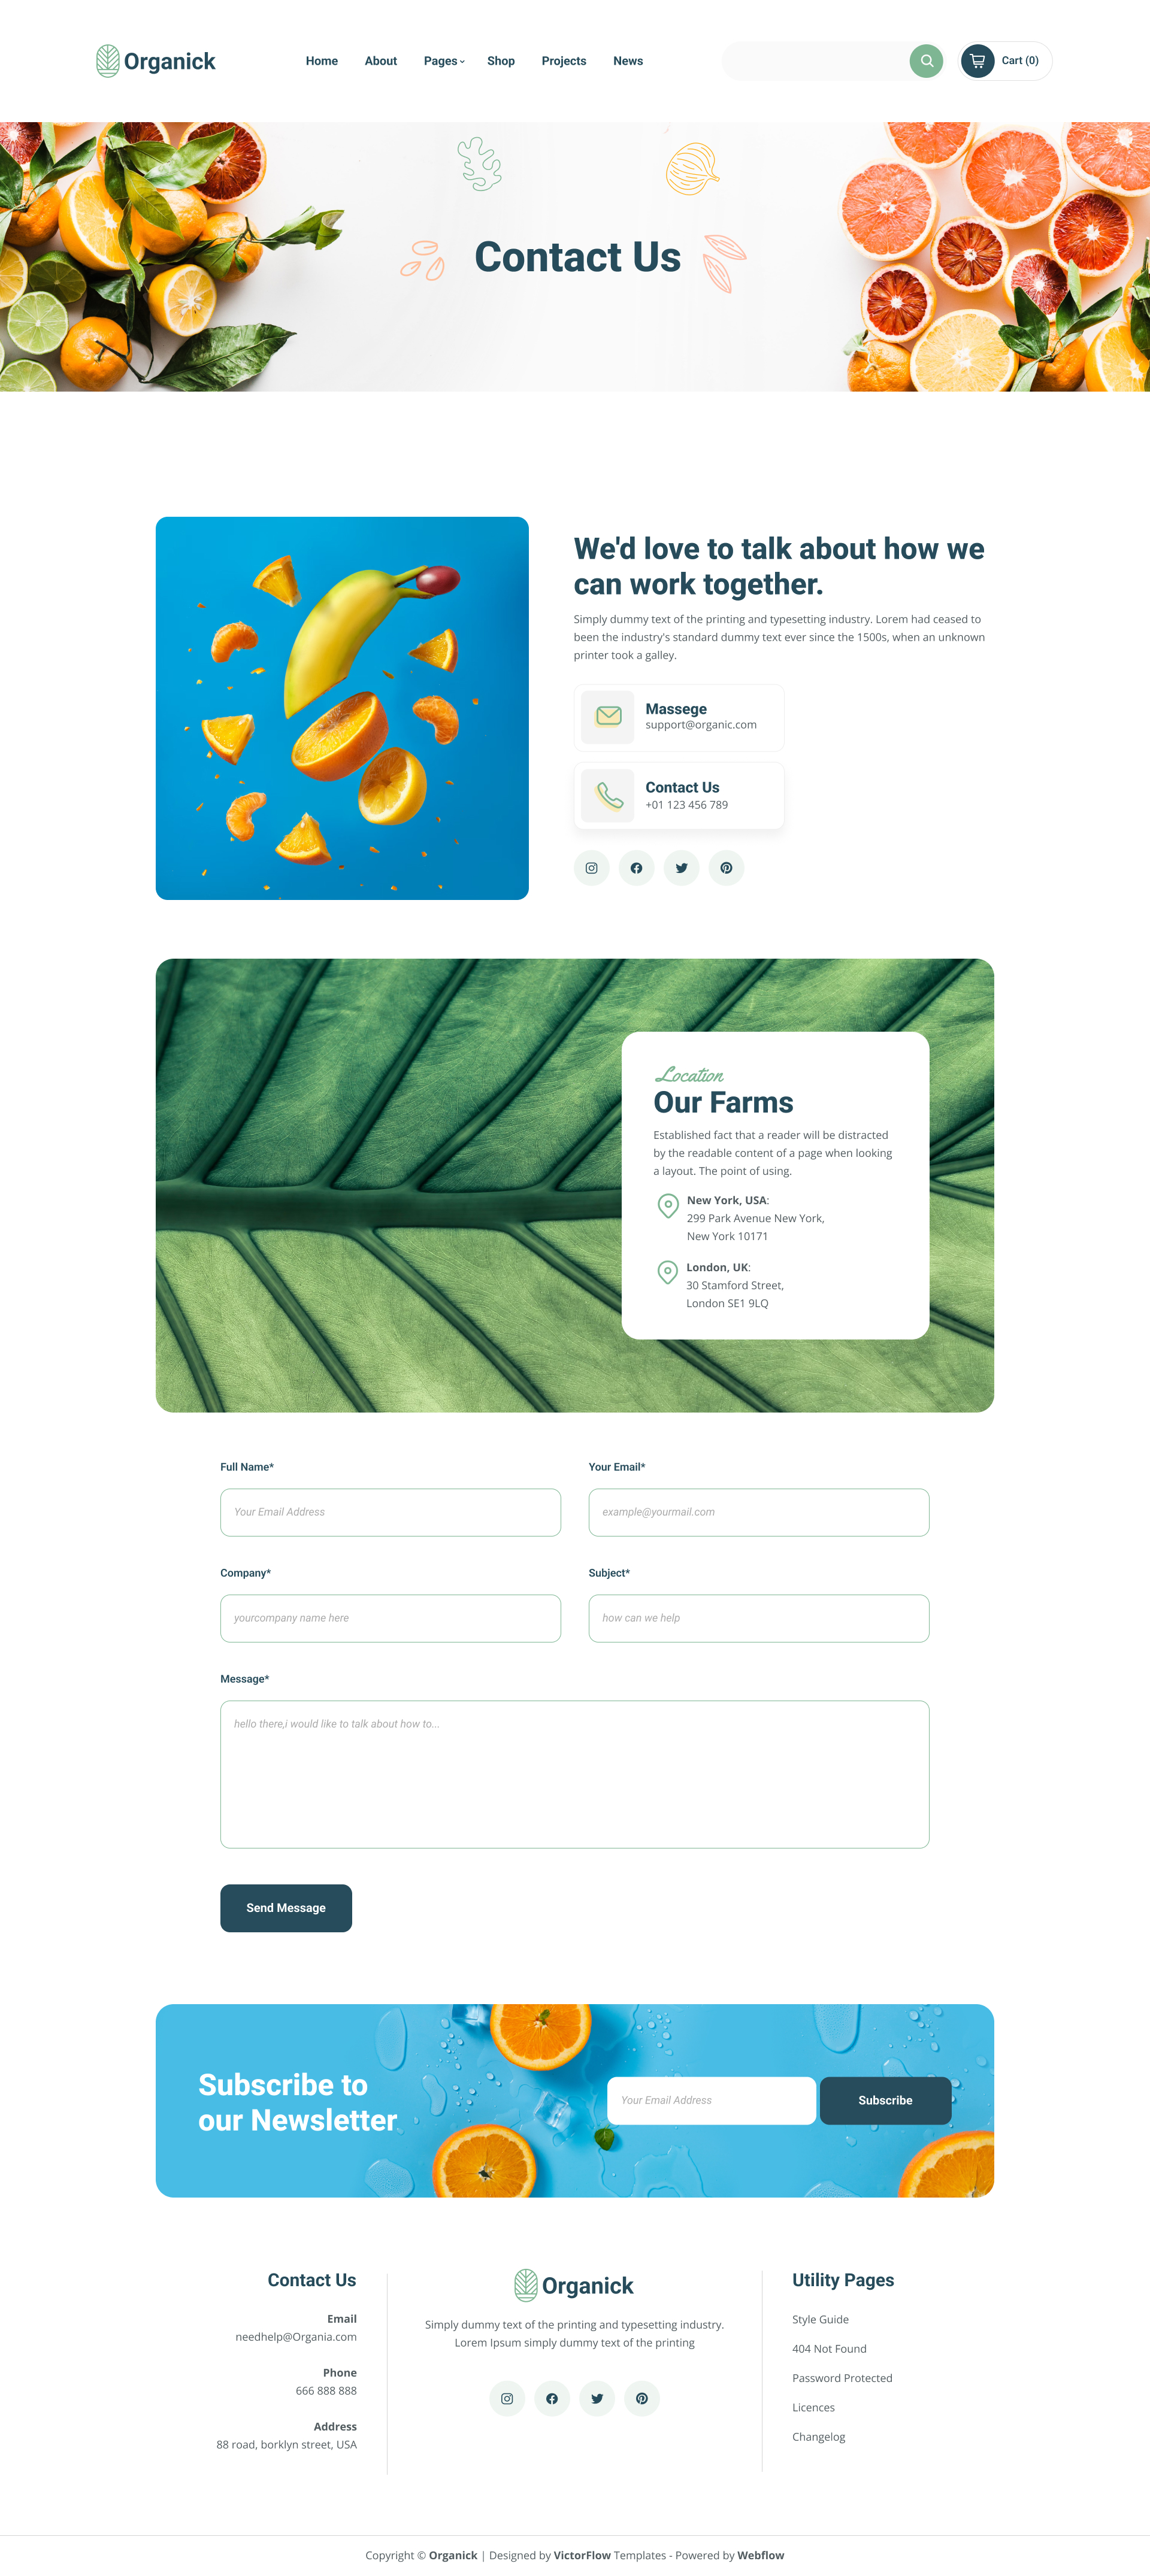 Organick
Home About Pages Shop Projects News
Cart (0)
Contact Us
We'd love to talk about how we
can work together.
Simply dummy text of the printing and typesetting industry. Lorem had ceased to
been the industry's standard dummy text ever since the 1500s, when an unknown
printer took a galley.
Massege
support@organic.com
Contact Us
+01 123 456 789
Location
Our Farms
Established fact that a reader will be distracted
by the readable content of a page when looking
a layout. The point of using.
New York, USA:
299 Park Avenue New York,
New York 10171
London, UK:
30 Stamford Street,
London SE1 9LQ
Full Name*
Your Email*
Your Email Address
example@yourmail.com
Company*
Subject*
yourcompany name here
how can we help
Message*
hello there,i would like to talk about how to...
Send Message
Subscribe to
our Newsletter
Your Email Address
Subscribe
Contact Us
Email
needhelp@Organia.com
Phone
666 888 888
Address
88 road, borklyn street, USA
Organick
Simply dummy text of the printing and typesetting industry.
Lorem Ipsum simply dummy text of the printing
Utility Pages
Style Guide
404 Not Found
Password Protected
Licences
Changelog
Copyright © Organick | Designed by VictorFlow Templates - Powered by Webflow